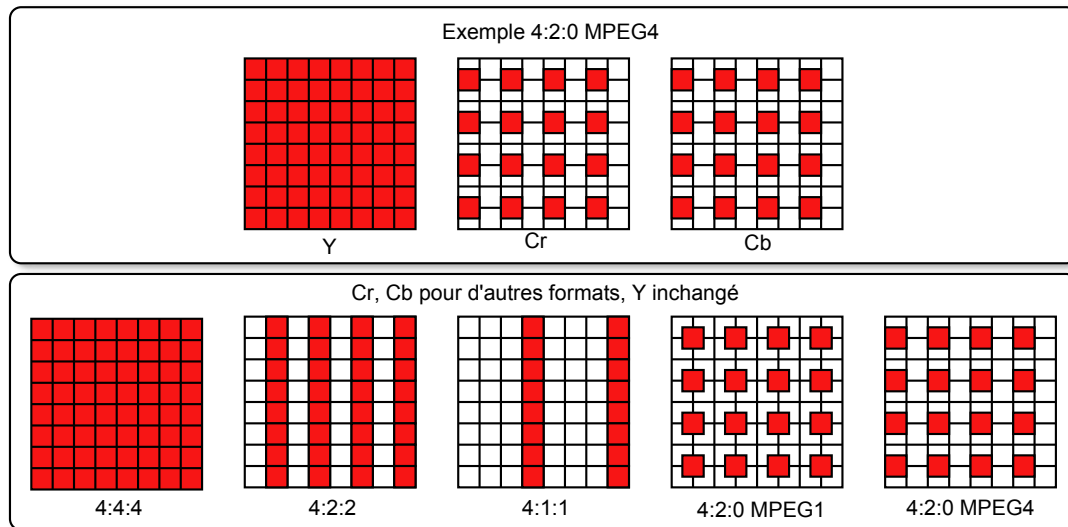 Exemple 4:2:0 MPEG4
Y
Cr
Cb
Cr, Cb pour d'autres formats, Y inchangé
4:4:4
4:2:2
4:1:1
4:2:0 MPEG1
4:2:0 MPEG4